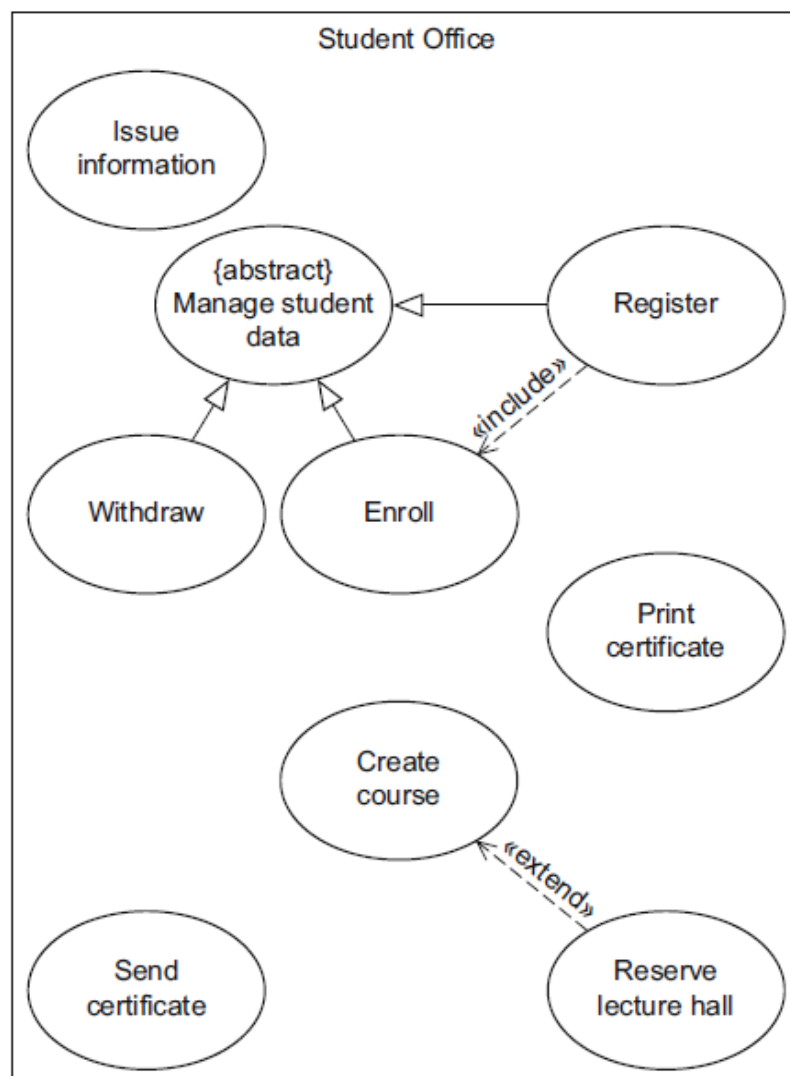 Student Office
Issue
information
{abstract}
Manage student
data
Register
«include»
Withdraw
Enroll
Print
certificate
Create
course
«extend»
Send
certificate
Reserve
lecture hall